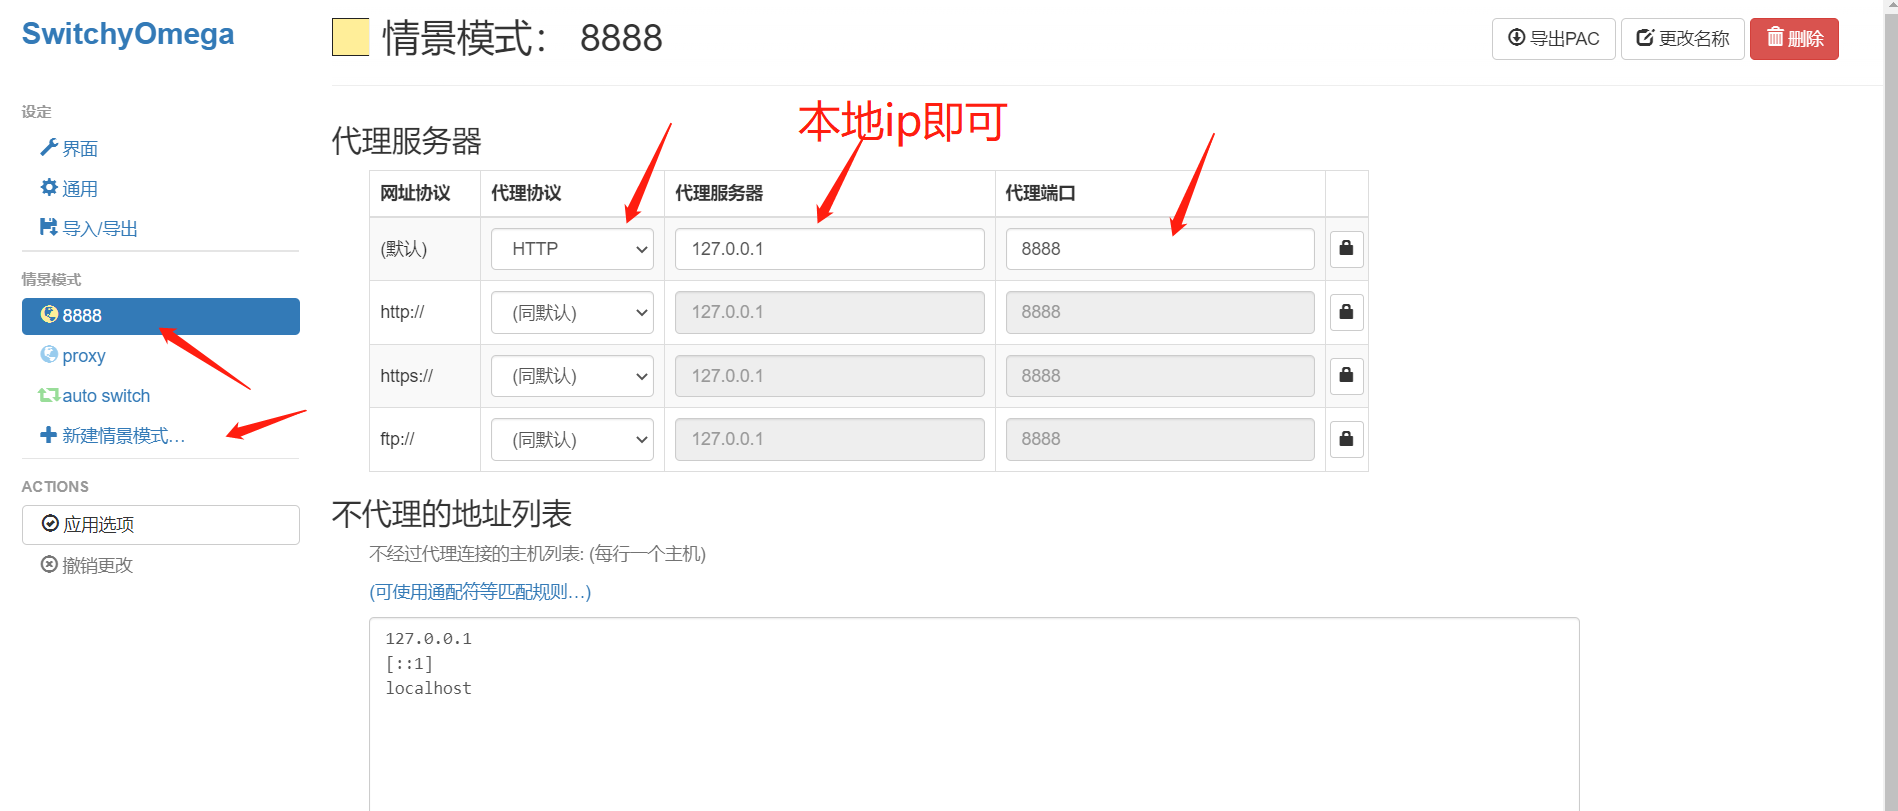 SwitchyOmega
设定
界面
通用
导入/导出
情景模式
8888
proxy
auto switch
新建情景模式...
ACTIONS
应用选项
撤销更改
情景模式： 8888
导出PAC
更改名称
删除
本地ip即可
代理服务器
网址协议 代理协议 代理服务器 代理端口
(默认) HTTP 127.0.0.1 8888
http:// (同默认) 127.0.0.1 8888
https:// (同默认) 127.0.0.1 8888
ftp:// (同默认) 127.0.0.1 8888
不代理的地址列表
不经过代理连接的主机列表: (每行一个主机)
(可使用通配符等匹配规则...)
127.0.0.1
[::1]
localhost